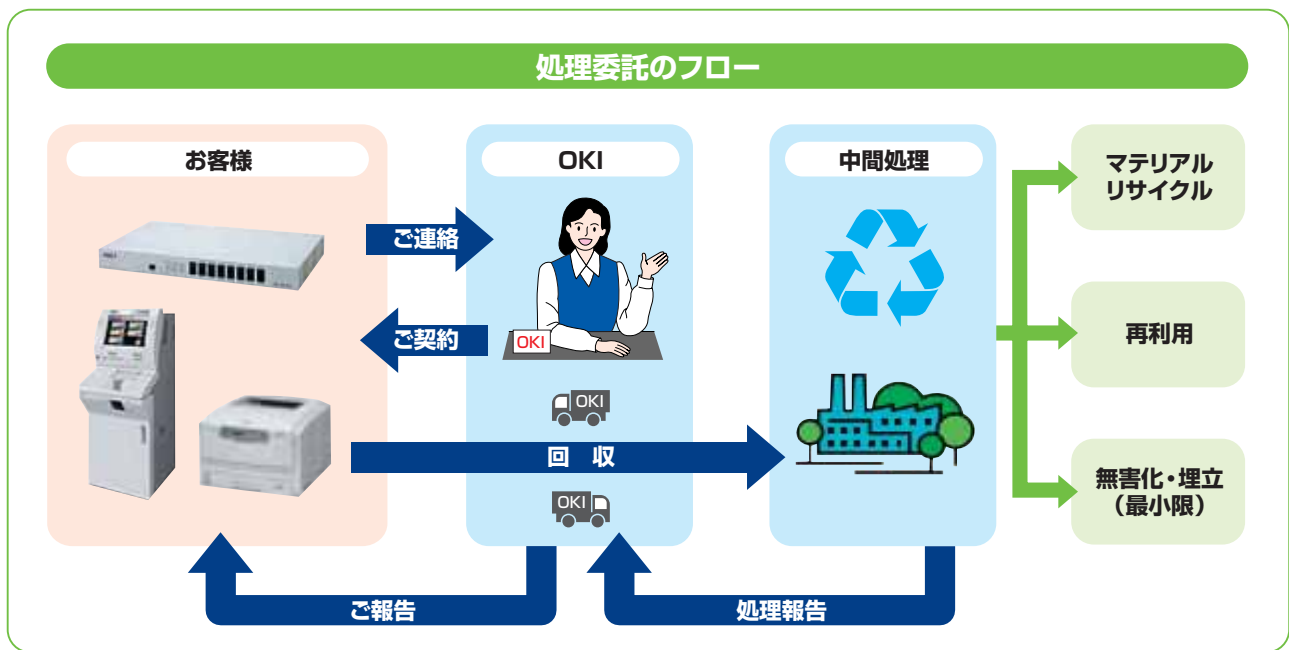 処理委託のフロー
お客様
OKI
中間処理
ご連絡
ご契約
OKI
OKI
回 収
OKI
ご報告
処理報告
マテリアル
リサイクル
再利用
無害化・埋立
（最小限）